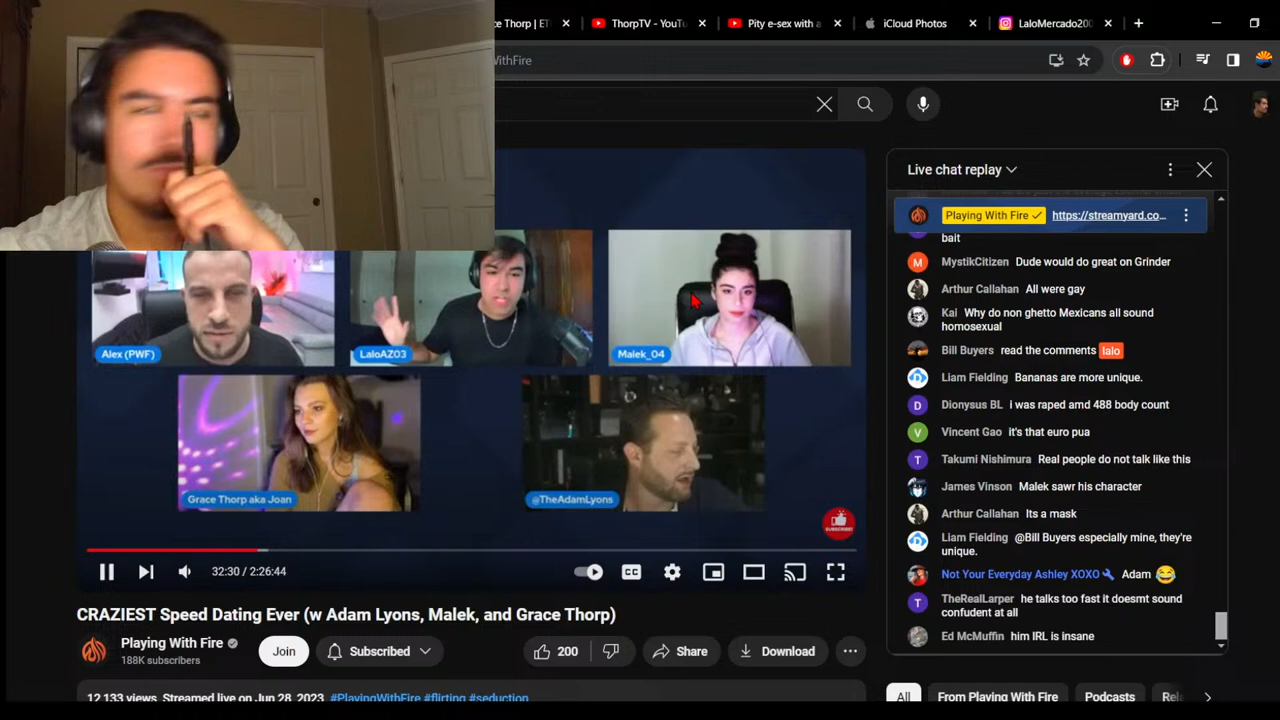 ce Thorp | ET
ThorpTV - YouTu
Pity e-sex with a
iCloud Photos
LaloMercado200
WithFire
Live chat replay
Playing With Fire https://streamyard.co...
bait
MystikCitizen Dude would do great on Grinder
Arthur Callahan All were gay
Kai Why do non ghetto Mexicans all sound
homosexual
Bill Buyers read the comments lalo
Liam Fielding Bananas are more unique.
Dionysus BL i was raped amd 488 body count
Vincent Gao it's that euro pua
Takumi Nishimura Real people do not talk like this
James Vinson Malek sawr his character
Arthur Callahan Its a mask
Liam Fielding @Bill Buyers especially mine, they're
unique.
Not Your Everyday Ashley XOXO Adam
TheRealLarper he talks too fast it doesmt sound
confudent at all
Ed McMuffin him IRL is insane
Alex (PWF)
LaloAZ03
Malek_04
Grace Thorp aka Joan
@TheAdamLyons
SUBSCRIBE!
32:30 / 2:26:44
CC
CRAZIEST Speed Dating Ever (w Adam Lyons, Malek, and Grace Thorp)
Playing With Fire
188K subscribers
Join
Subscribed
200
Share
Download
12,133 views Streamed live on Jun 28, 2023 #PlayingWithFire #flirting #seduction
All
From Playing With Fire
Podcasts
Rel